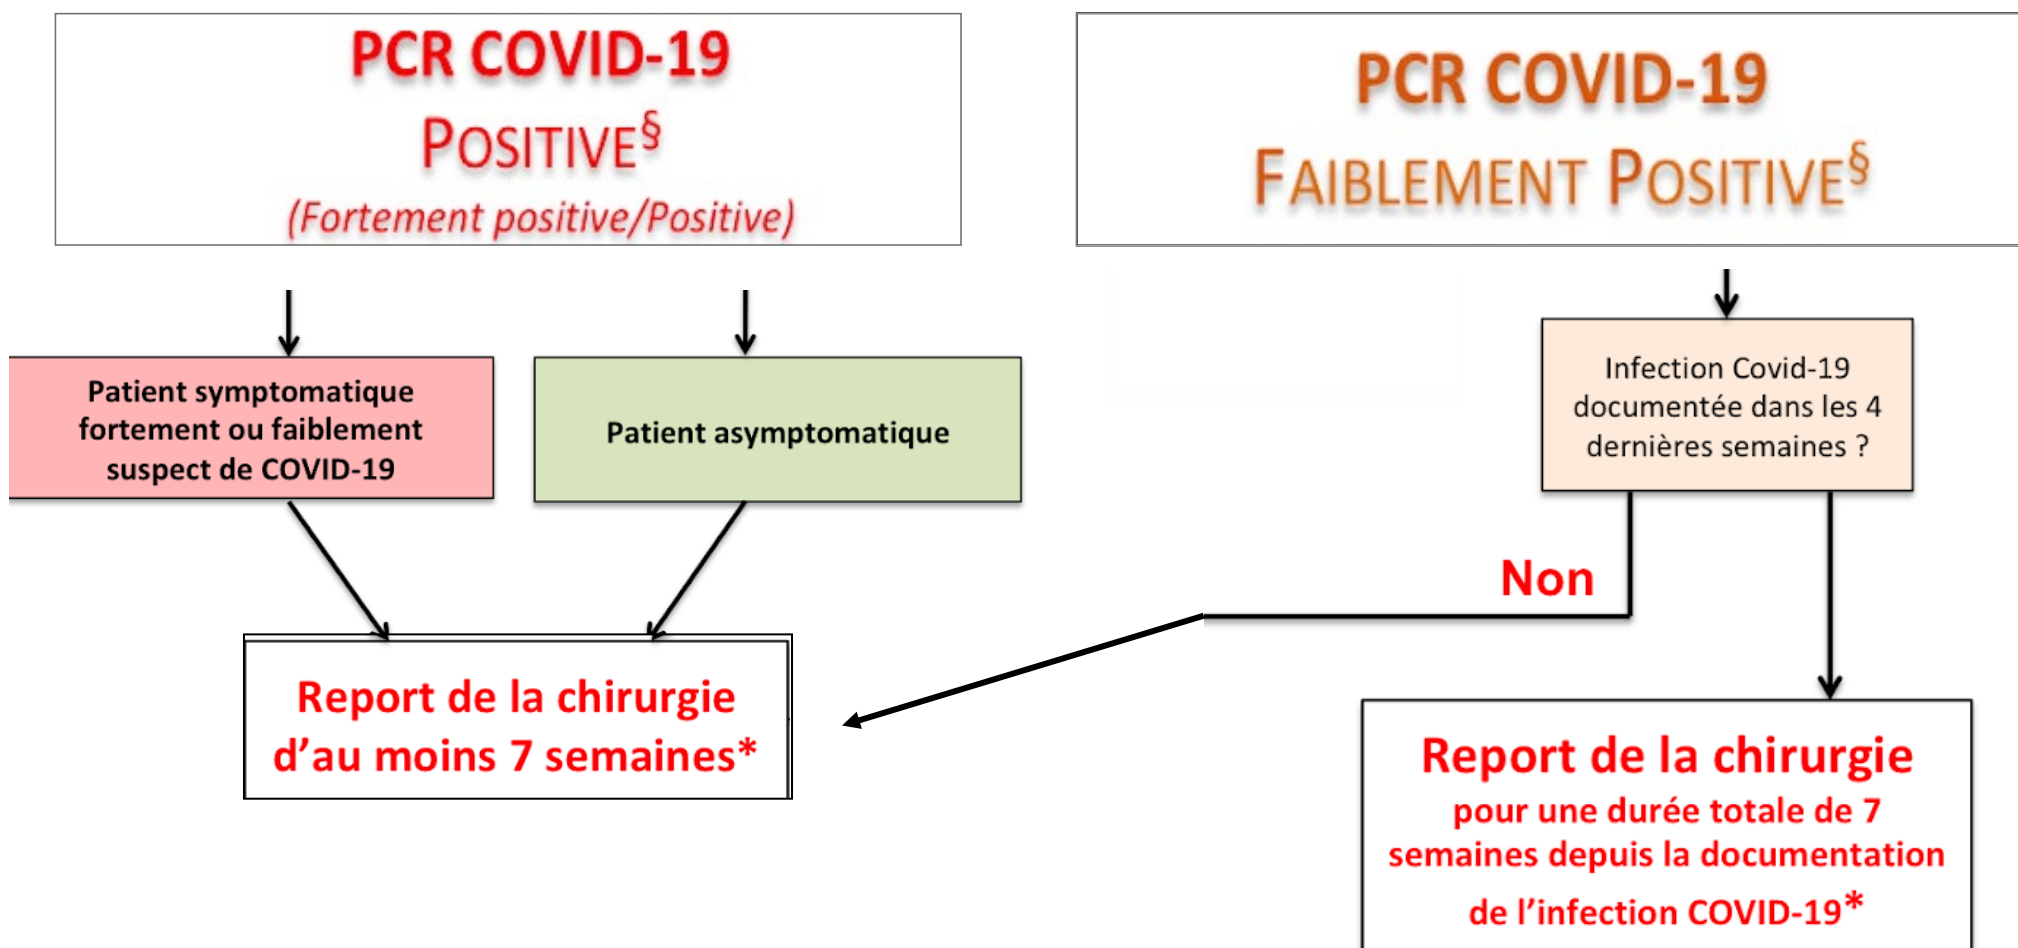 PCR COVID-19
POSITIVE§
(Fortement positive/Positive)
PCR COVID-19
FAIBLEMENT POSITIVE§
Patient symptomatique
fortement ou faiblement
suspect de COVID-19
Patient asymptomatique
Infection Covid-19
documentée dans les 4
dernières semaines ?
Non
Report de la chirurgie
d’au moins 7 semaines*
Report de la chirurgie
pour une durée totale de 7
semaines depuis la documentation
de l’infection COVID-19*